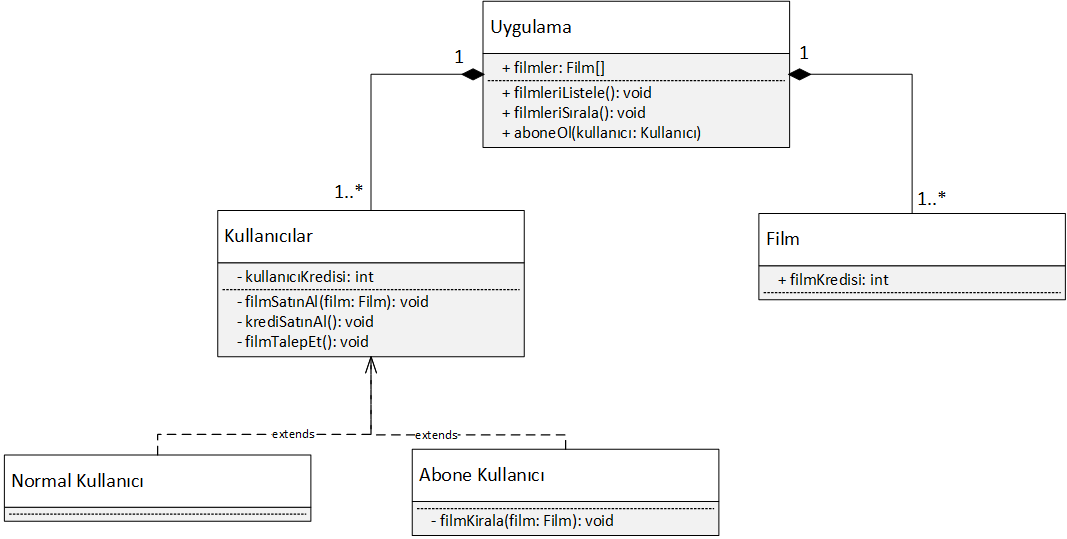 Uygulama
+ filmler: Film[]
+ filmleriListele(): void
+ filmleriSırala(): void
+ aboneOl(kullanıcı: Kullanıcı)
1
1
1..*
1..*
Kullanıcılar
- kullanıcıKredisi: int
- filmSatınAl(film: Film): void
- krediSatınAl(): void
- filmTalepEt(): void
Film
+ filmKredisi: int
extends
extends
Normal Kullanıcı
Abone Kullanıcı
- filmKirala(film: Film): void